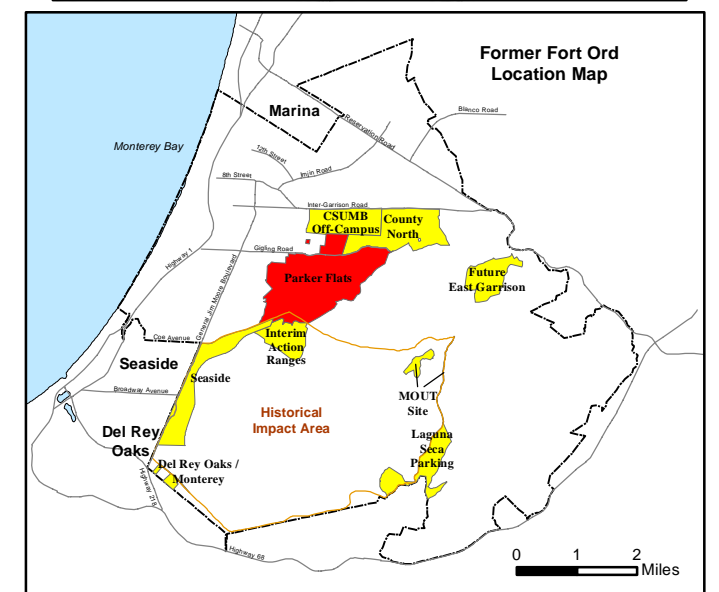 Former Fort Ord
Location Map
Marina
Blanco Road
Reservation Road
Monterey Bay
12th Street
Imjin Road
8th Street
Inter-Garrison Road
CSUMB
Off-Campus
County
North
Gigling Road
Highway 1
General Jim Moore Boulevard
Parker Flats
Future
East Garrison
Coe Avenue
Interim
Action
Ranges
Seaside
Seaside
Broadway Avenue
MOUT
Site
Historical
Impact Area
Del Rey
Oaks
Laguna
Seca
Parking
Del Rey Oaks /
Monterey
Highway 218
Highway 68
0 1 2
Miles